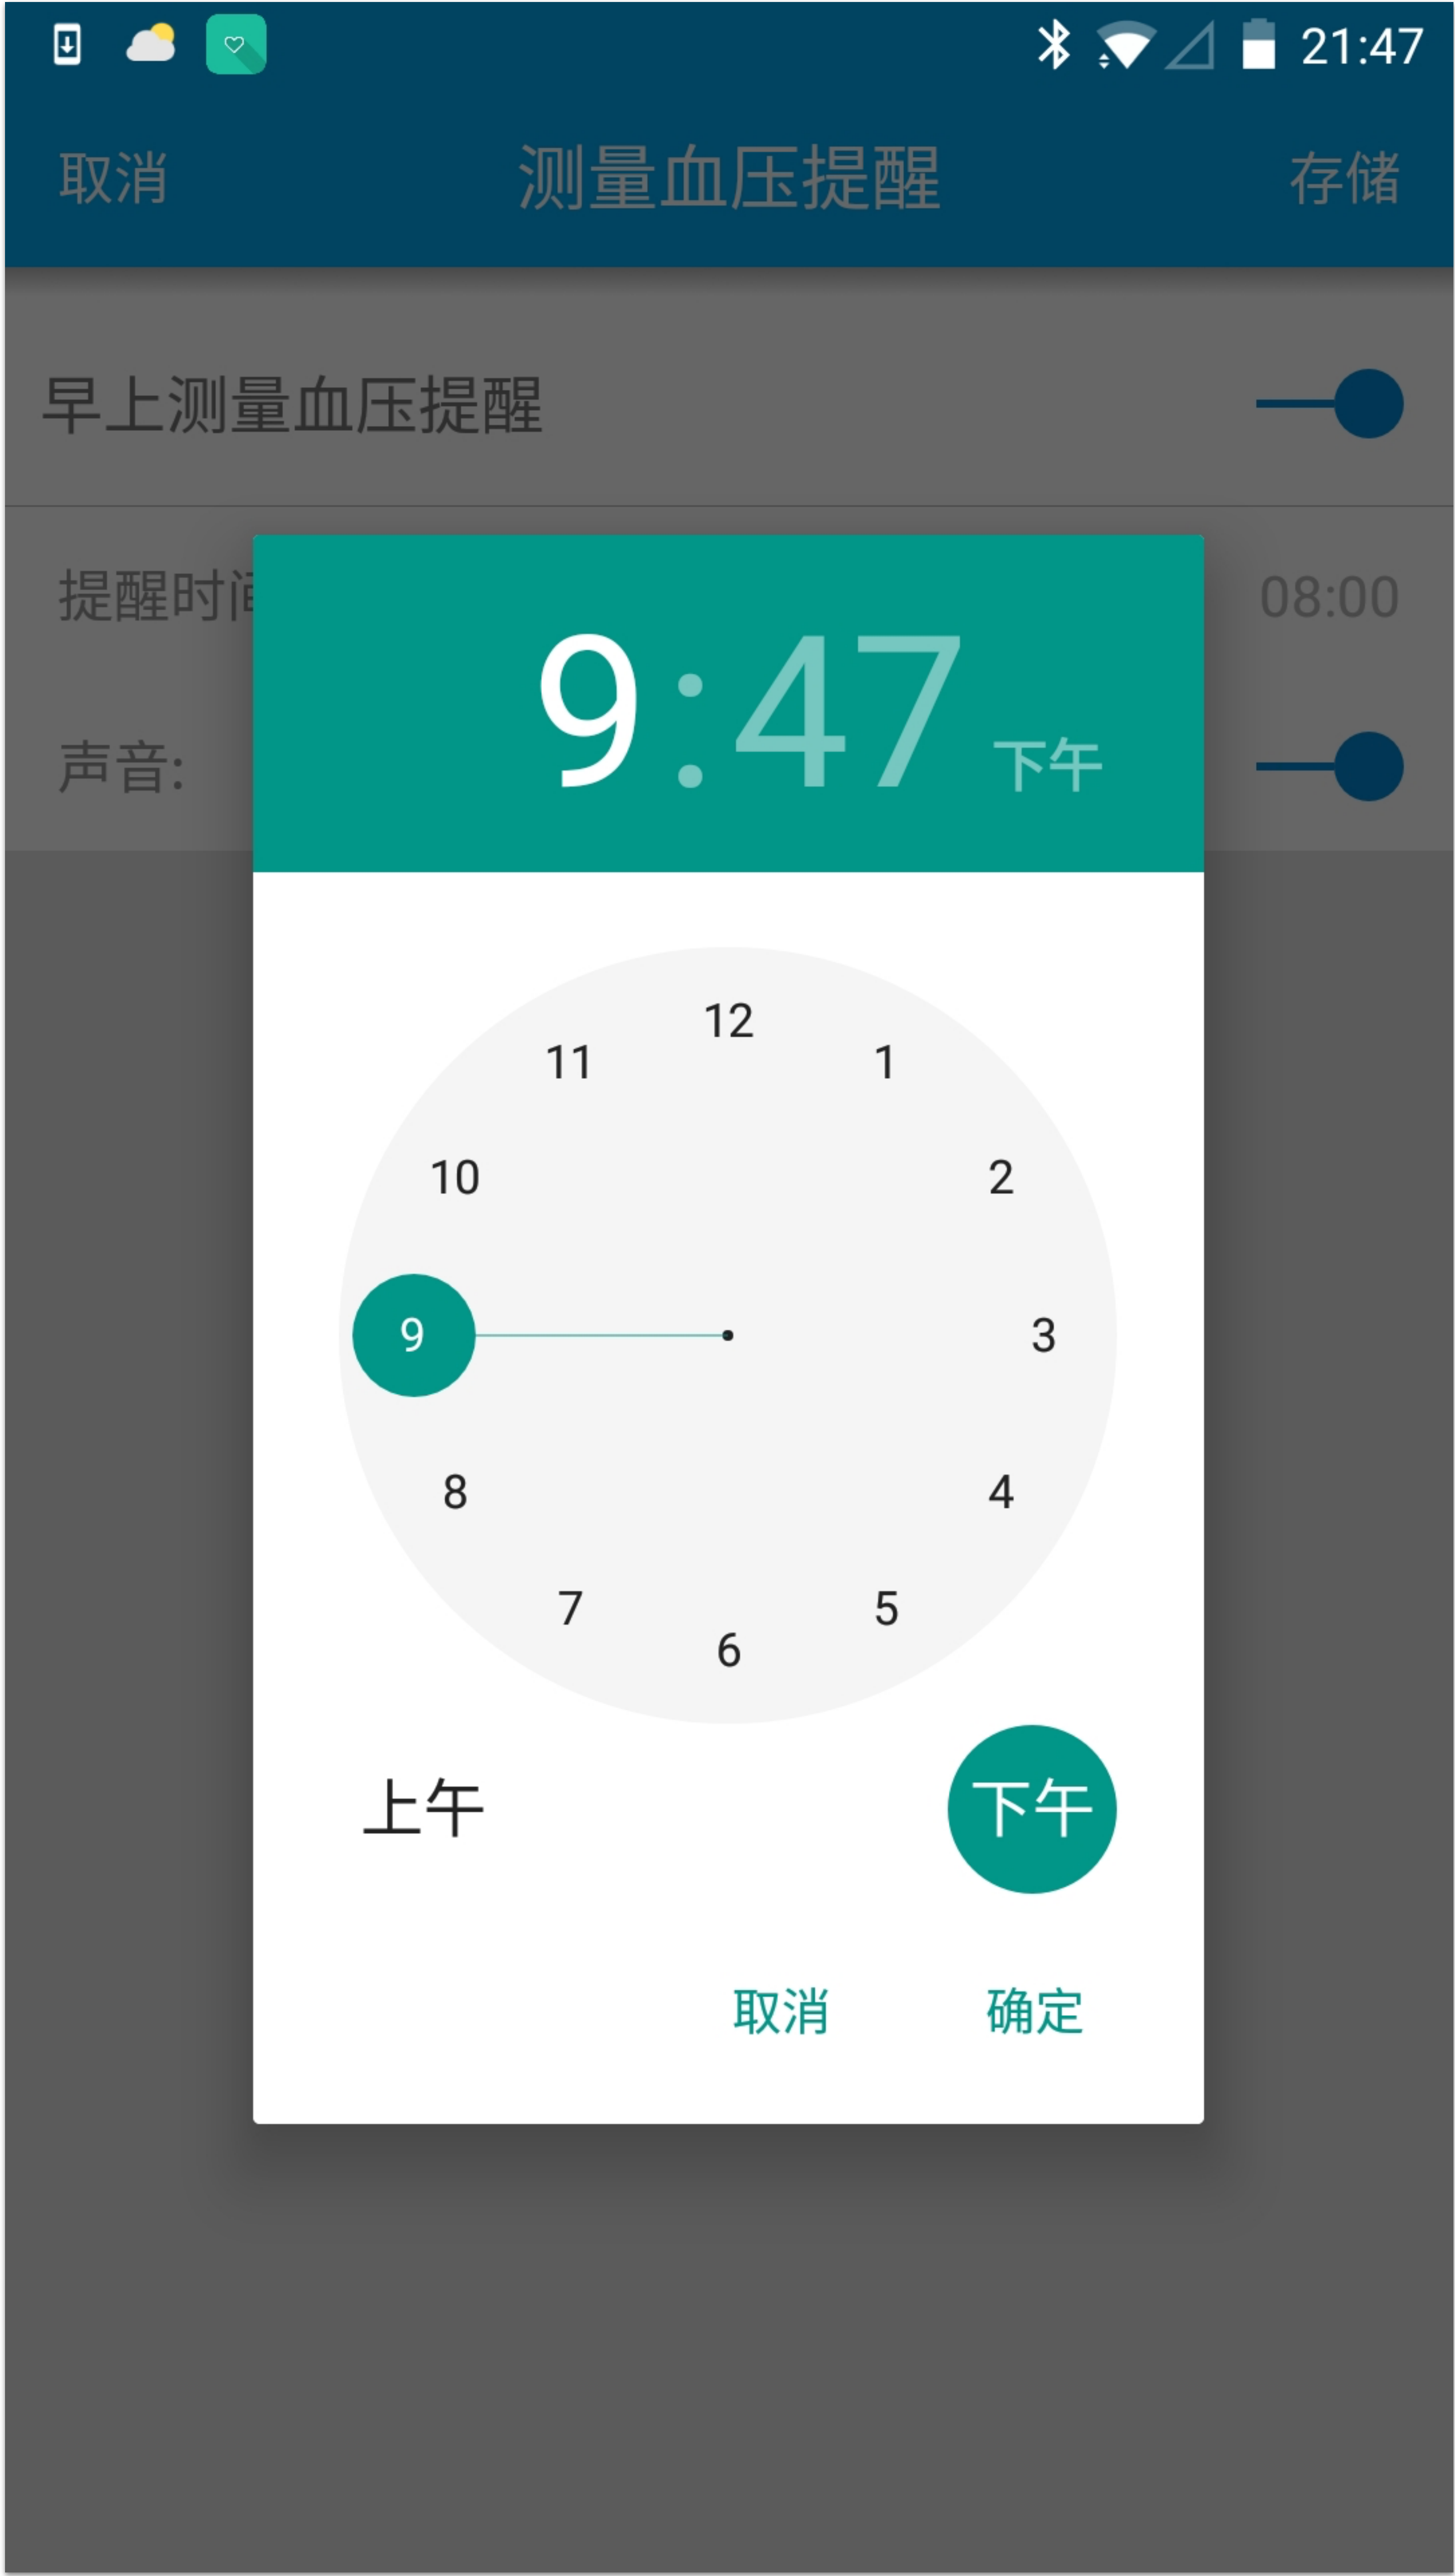 21:47
取消 测量血压提醒 存储
早上测量血压提醒
提醒时间 08:00
9:47 下午
声音:
12
11 1
10 2
9 3
8 4
7 5
6
上午 下午
取消 确定